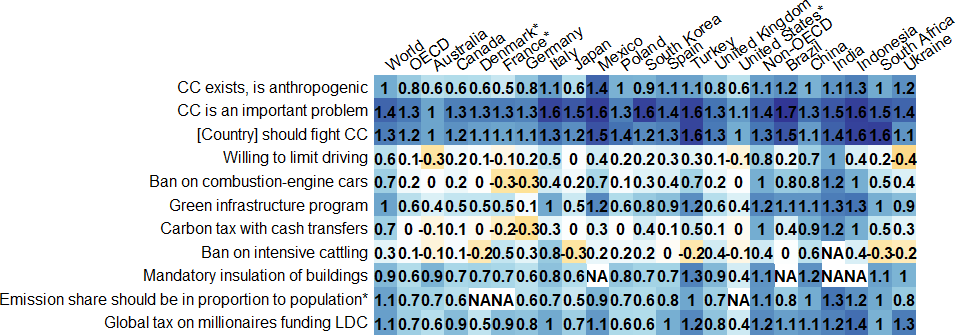 World OECD Australia Canada Denmark* France* Germany Italy Japan Mexico Poland South Korea Spain Turkey United Kingdom United States* Non-OECD Brazil China India Indonesia South Africa Ukraine
CC exists, is anthropogenic 1 0.8 0.6 0.6 0.6 0.5 0.8 1.1 0.6 1.4 1 0.9 1.1 1.1 0.8 0.6 1.1 1.2 1 1.1 1.3 1 1.2
CC is an important problem 1.4 1.3 1 1.3 1.3 1.3 1.3 1.6 1.5 1.6 1.3 1.6 1.4 1.6 1.3 1.1 1.4 1.7 1.3 1.5 1.6 1.5 1.4
[Country] should fight CC 1.3 1.2 1 1.2 1.1 1.1 1.1 1.2 1.3 1.5 1.4 1.2 1.3 1.6 1.3 1 1.3 1.5 1.1 1.4 1.6 1.6 1.1
Willing to limit driving 0.6 0.1 -0.3 0.2 0.1 -0.1 0.2 0.5 0 0.4 0.2 0.2 0.3 0.3 0.1 -0.1 0.8 0.2 0.7 1 0.4 0.2 -0.4
Ban on combustion-engine cars 0.7 0.2 0 0.2 0 -0.3 -0.3 0.4 0.2 0.7 0.1 0.3 0.4 0.7 0.2 0 1 0.8 0.8 1.2 1 0.5 0.4
Green infrastructure program 1 0.6 0.4 0.5 0.5 0.5 0.1 1 0.5 1.2 0.6 0.8 0.9 1.2 0.6 0.4 1.2 1.1 1.1 1.3 1.3 1 0.9
Carbon tax with cash transfers 0.7 0 -0.1 0.1 0 -0.2 -0.3 0.3 0 0.3 0 0.4 0.1 0.5 0.1 0 1 0.4 0.9 1.2 1 0.5 0.4
Ban on intensive cattling 0.3 0.1 -0.1 0.1 -0.2 0.5 0.3 0.8 -0.3 0.2 0.2 0.2 0 -0.2 0.4 -0.1 0.2 0 0.6 NA 0.4 -0.3 -0.2
Mandatory insulation of buildings 0.9 0.6 0.9 0.7 0.7 0.7 0.6 0.8 0.6 NA 0.8 0.7 0.7 1.3 0.9 0.4 1.1 NA 1.2 NA NA 1.1 1
Emission share should be in proportion to population* 1.1 0.7 0.7 0.6 NA NA 0.6 0.7 0.5 0.9 0.7 0.6 0.8 1 0.7 NA 1.1 0.8 1 1.3 1.2 1 0.8
Global tax on millionaires funding LDC 1.1 0.7 0.6 0.9 0.5 0.9 0.8 1 0.7 1.1 0.6 0.6 1 1.2 0.8 0.4 1.2 1.1 1.1 1.2 1.4 1 1.3